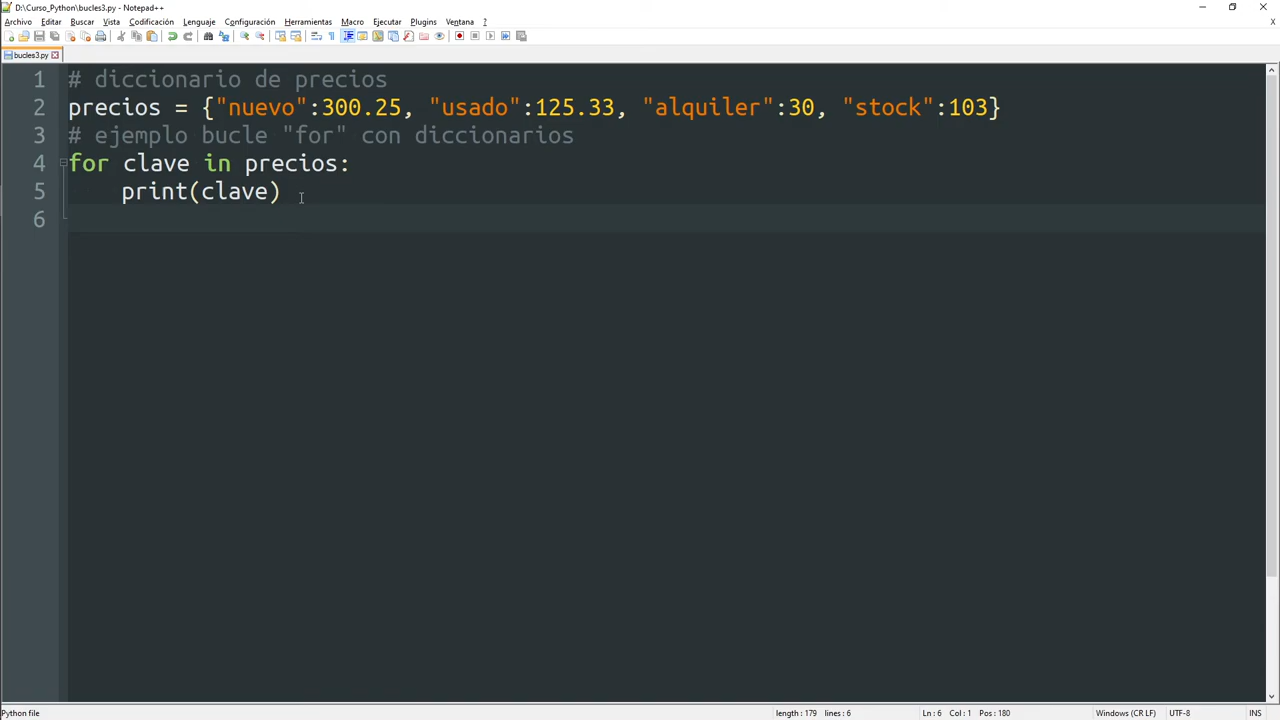 D:\Curso_Python\bucles3.py - Notepad++
Archivo Editar Buscar Vista Codificación Lenguaje Configuración Herramientas Macro Ejecutar Plugins Ventana ? X
bucles3.py
1 # diccionario de precios
2 precios = {"nuevo":300.25, "usado":125.33, "alquiler":30, "stock":103}
3 # ejemplo bucle "for" con diccionarios
4 for clave in precios:
5     print(clave)
6
Python file length : 179 lines : 6 Ln : 6 Col : 1 Pos : 180 Windows (CR LF) UTF-8 INS